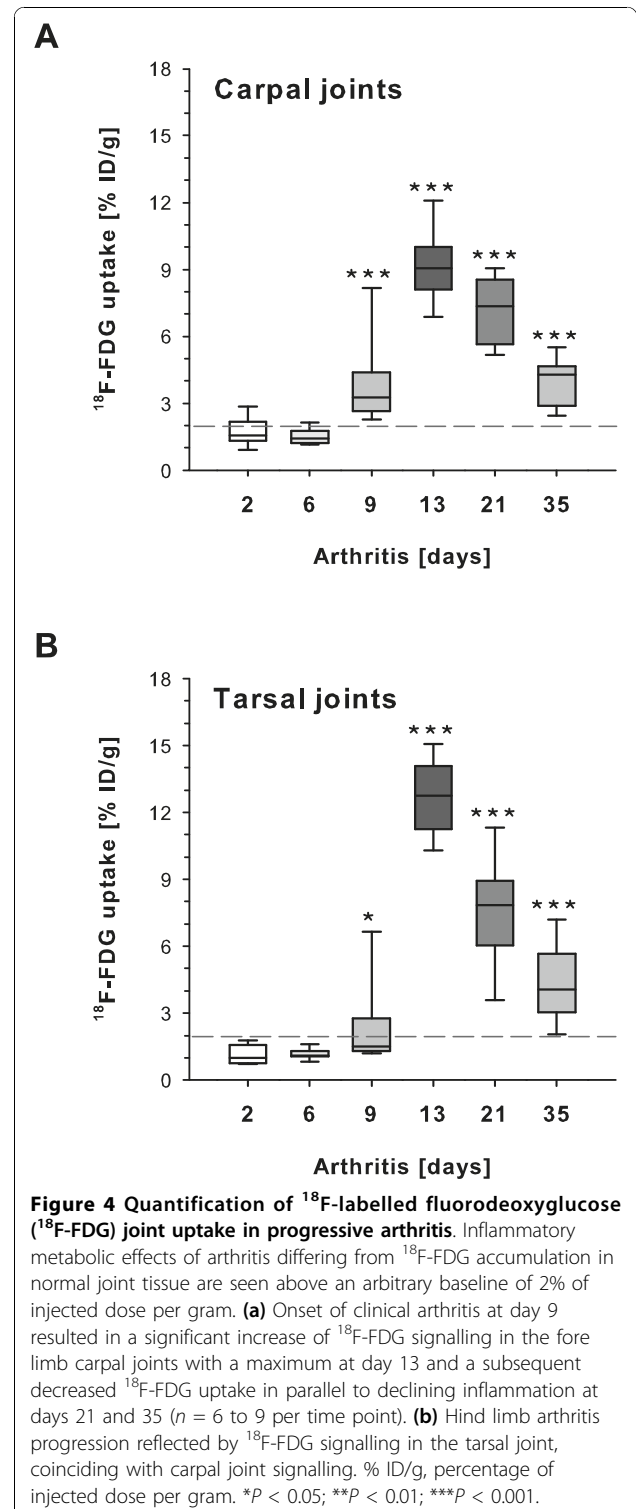 A
Carpal joints
18
15
12
9
6
3
0
¹⁸F-FDG uptake [% ID/g]
***
***
***
***
2 6 9 13 21 35
Arthritis [days]
B
Tarsal joints
18
15
12
9
6
3
0
¹⁸F-FDG uptake [% ID/g]
*
***
***
***
2 6 9 13 21 35
Arthritis [days]
Figure 4 Quantification of ¹⁸F-labelled fluorodeoxyglucose
(¹⁸F-FDG) joint uptake in progressive arthritis. Inflammatory
metabolic effects of arthritis differing from ¹⁸F-FDG accumulation in
normal joint tissue are seen above an arbitrary baseline of 2% of
injected dose per gram. (a) Onset of clinical arthritis at day 9
resulted in a significant increase of ¹⁸F-FDG signalling in the fore
limb carpal joints with a maximum at day 13 and a subsequent
decreased ¹⁸F-FDG uptake in parallel to declining inflammation at
days 21 and 35 (n = 6 to 9 per time point). (b) Hind limb arthritis
progression reflected by ¹⁸F-FDG signalling in the tarsal joint,
coinciding with carpal joint signalling. % ID/g, percentage of
injected dose per gram. *P < 0.05; **P < 0.01; ***P < 0.001.